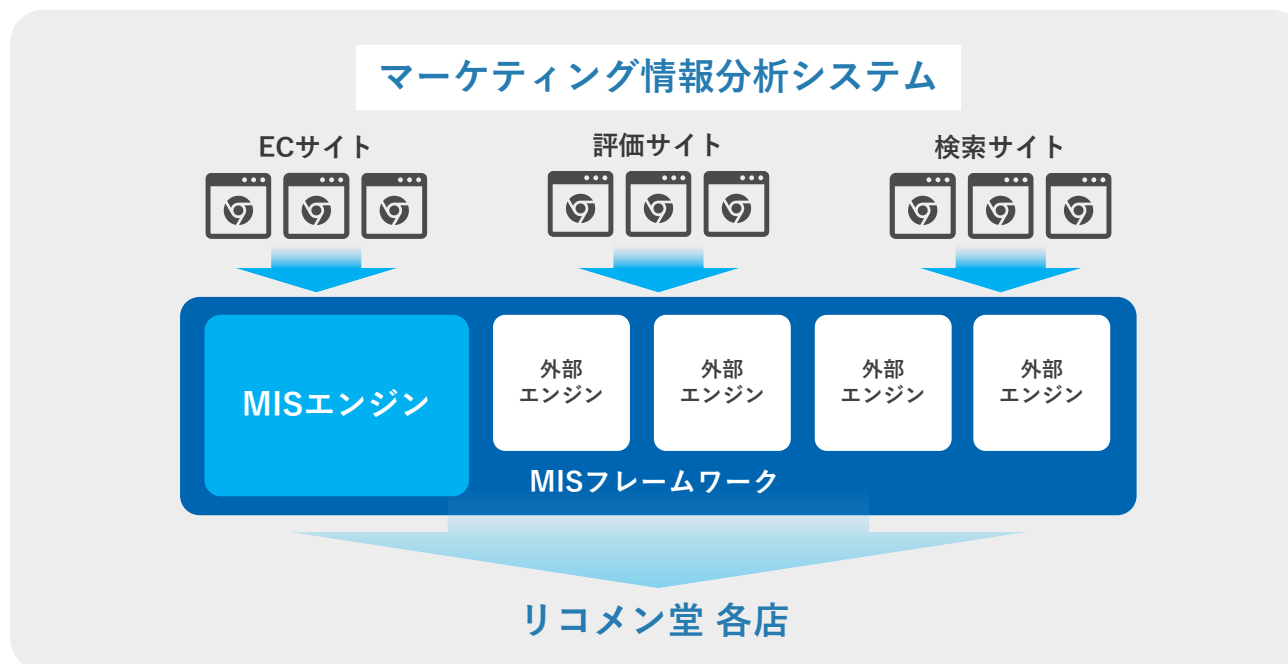 マーケティング情報分析システム
ECサイト
評価サイト
検索サイト
MISエンジン
外部
エンジン
外部
エンジン
外部
エンジン
外部
エンジン
MISフレームワーク
リコメン堂 各店